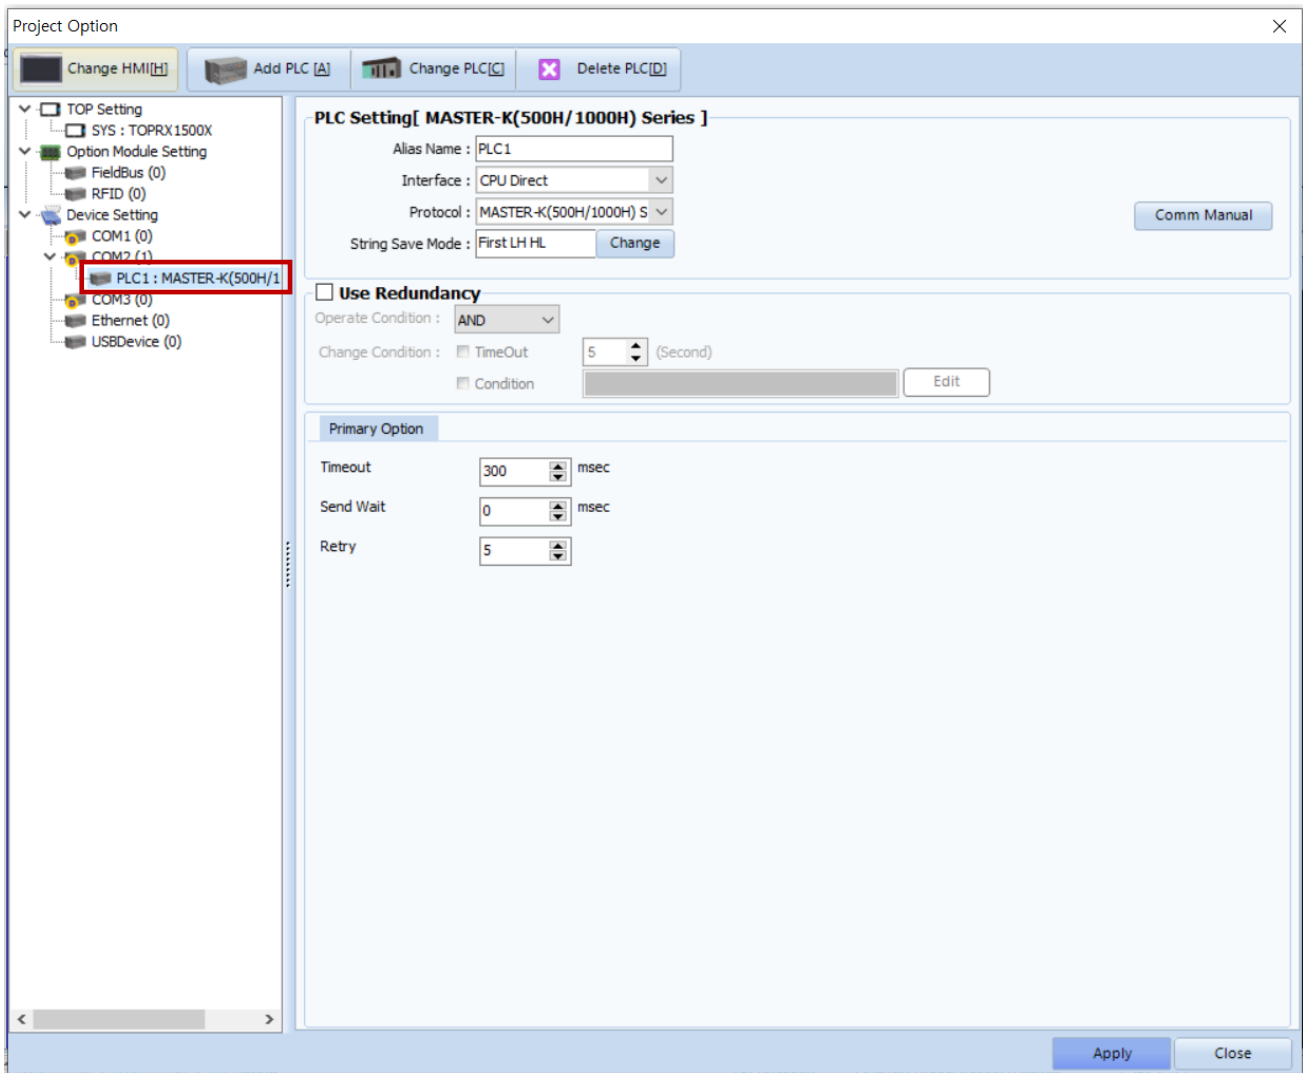 Project Option
Change HMI[H]
Add PLC [A]
Change PLC[C]
Delete PLC[D]
TOP Setting
SYS : TOPRX1500X
Option Module Setting
FieldBus (0)
RFID (0)
Device Setting
COM1 (0)
COM2 (1)
PLC1 : MASTER-K(500H/1
COM3 (0)
Ethernet (0)
USBDevice (0)
PLC Setting[ MASTER-K(500H/1000H) Series ]
Alias Name : PLC1
Interface : CPU Direct
Protocol : MASTER-K(500H/1000H) S
Comm Manual
String Save Mode : First LH HL Change
Use Redundancy
Operate Condition : AND
Change Condition : TimeOut 5 (Second)
Condition Edit
Primary Option
Timeout 300 msec
Send Wait 0 msec
Retry 5
Apply Close